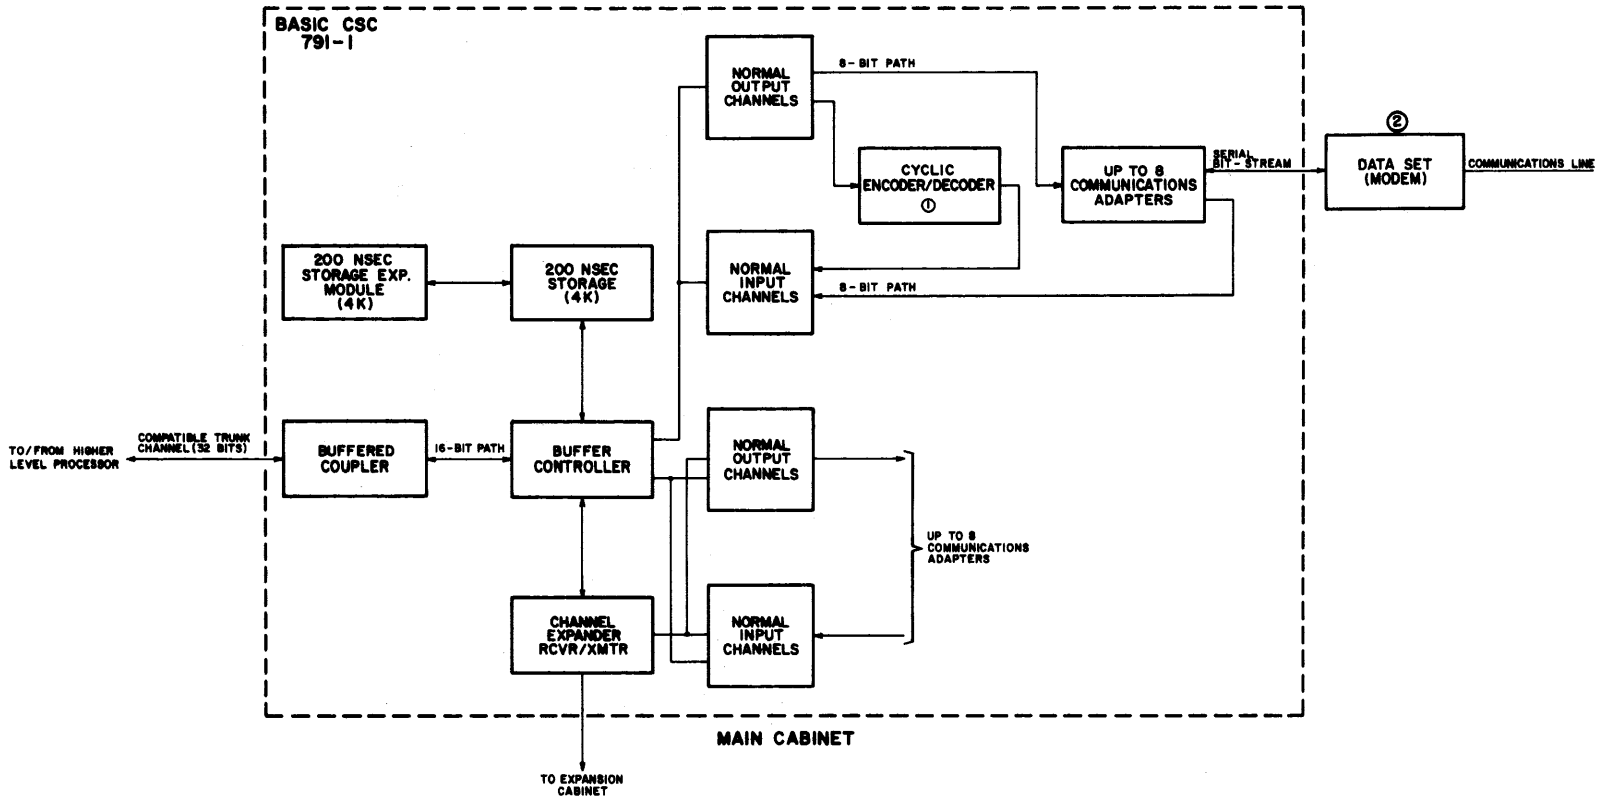 BASIC CSC
791-1
NORMAL
OUTPUT
CHANNELS
8-BIT PATH
CYCLIC
ENCODER/DECODER
1
UP TO 8
COMMUNICATIONS
ADAPTERS
SERIAL
BIT-STREAM
2
DATA SET
(MODEM)
COMMUNICATIONS LINE
200 NSEC
STORAGE EXP.
MODULE
(4K)
200 NSEC
STORAGE
(4K)
NORMAL
INPUT
CHANNELS
8-BIT PATH
TO/FROM HIGHER
LEVEL PROCESSOR
COMPATIBLE TRUNK
CHANNEL (32 BITS)
BUFFERED
COUPLER
16-BIT PATH
BUFFER
CONTROLLER
NORMAL
OUTPUT
CHANNELS
UP TO 8
COMMUNICATIONS
ADAPTERS
CHANNEL
EXPANDER
RCVR/XMTR
NORMAL
INPUT
CHANNELS
MAIN CABINET
TO EXPANSION
CABINET